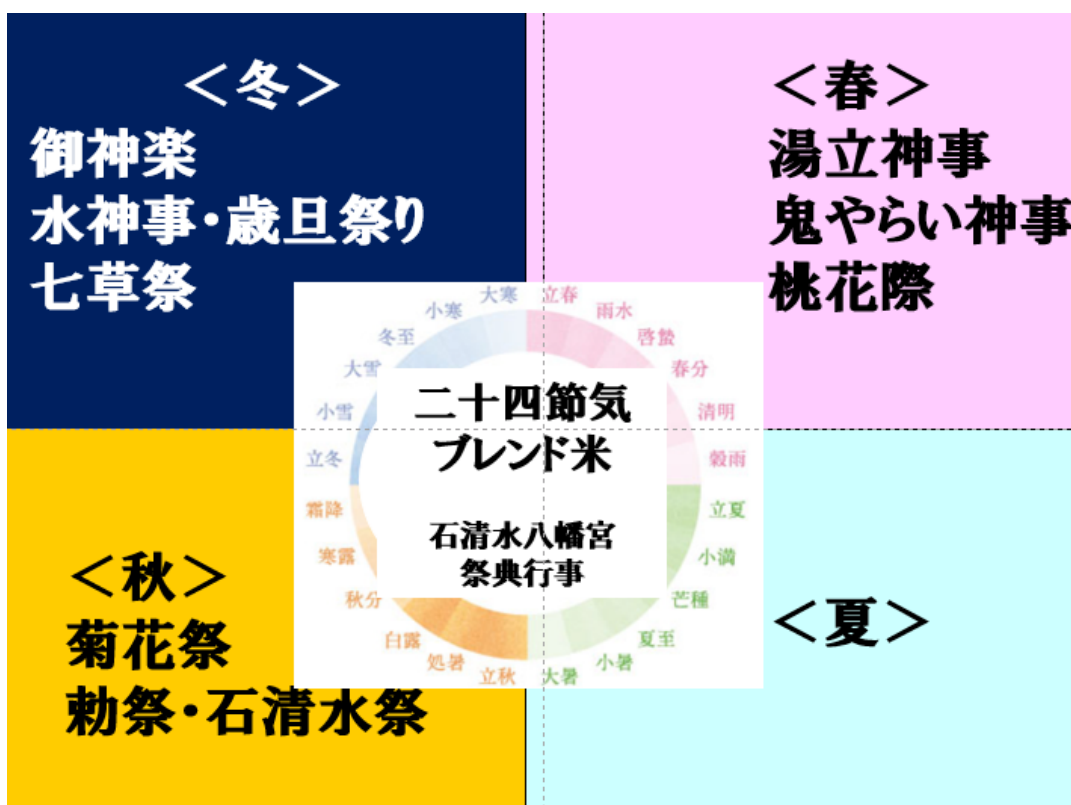 <冬>
御神楽
水神事・歳旦祭り
七草祭
<春>
湯立神事
鬼やらい神事
桃花際
大寒
立春
雨水
啓蟄
春分
清明
穀雨
立夏
小満
芒種
夏至
小暑
大暑
立秋
処暑
白露
秋分
寒露
霜降
立冬
小雪
大雪
冬至
小寒
二十四節気
ブレンド米
石清水八幡宮
祭典行事
<秋>
菊花祭
勅祭・石清水祭
<夏>